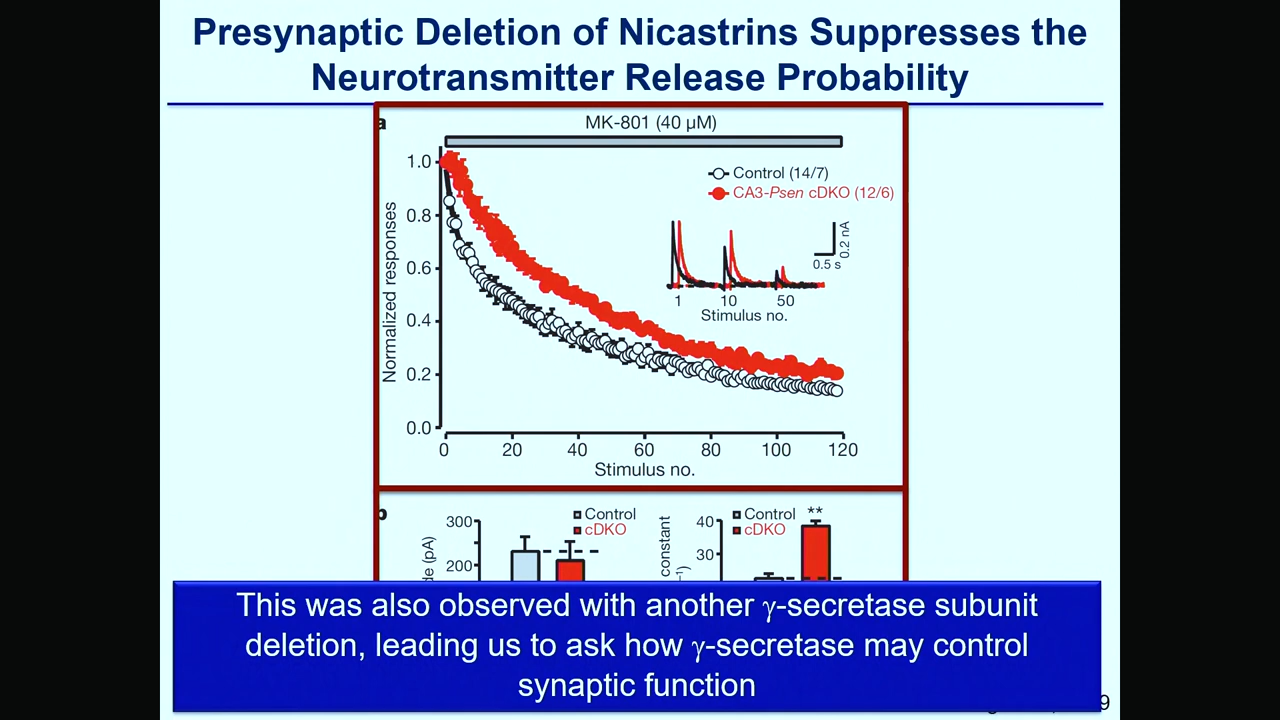 Presynaptic Deletion of Nicastrins Suppresses the
Neurotransmitter Release Probability
a
MK-801 (40 µM)
Control (14/7)
CA3-Psen cDKO (12/6)
1.0
0.8
0.6
0.4
0.2
0.0
Normalized responses
0.2 nA
0.5 s
1 10 50
Stimulus no.
0 20 40 60 80 100 120
Stimulus no.
b
300
200
(pA)
Control
cDKO
constant
40
30
Control
cDKO
**
This was also observed with another γ-secretase subunit
deletion, leading us to ask how γ-secretase may control
synaptic function
9